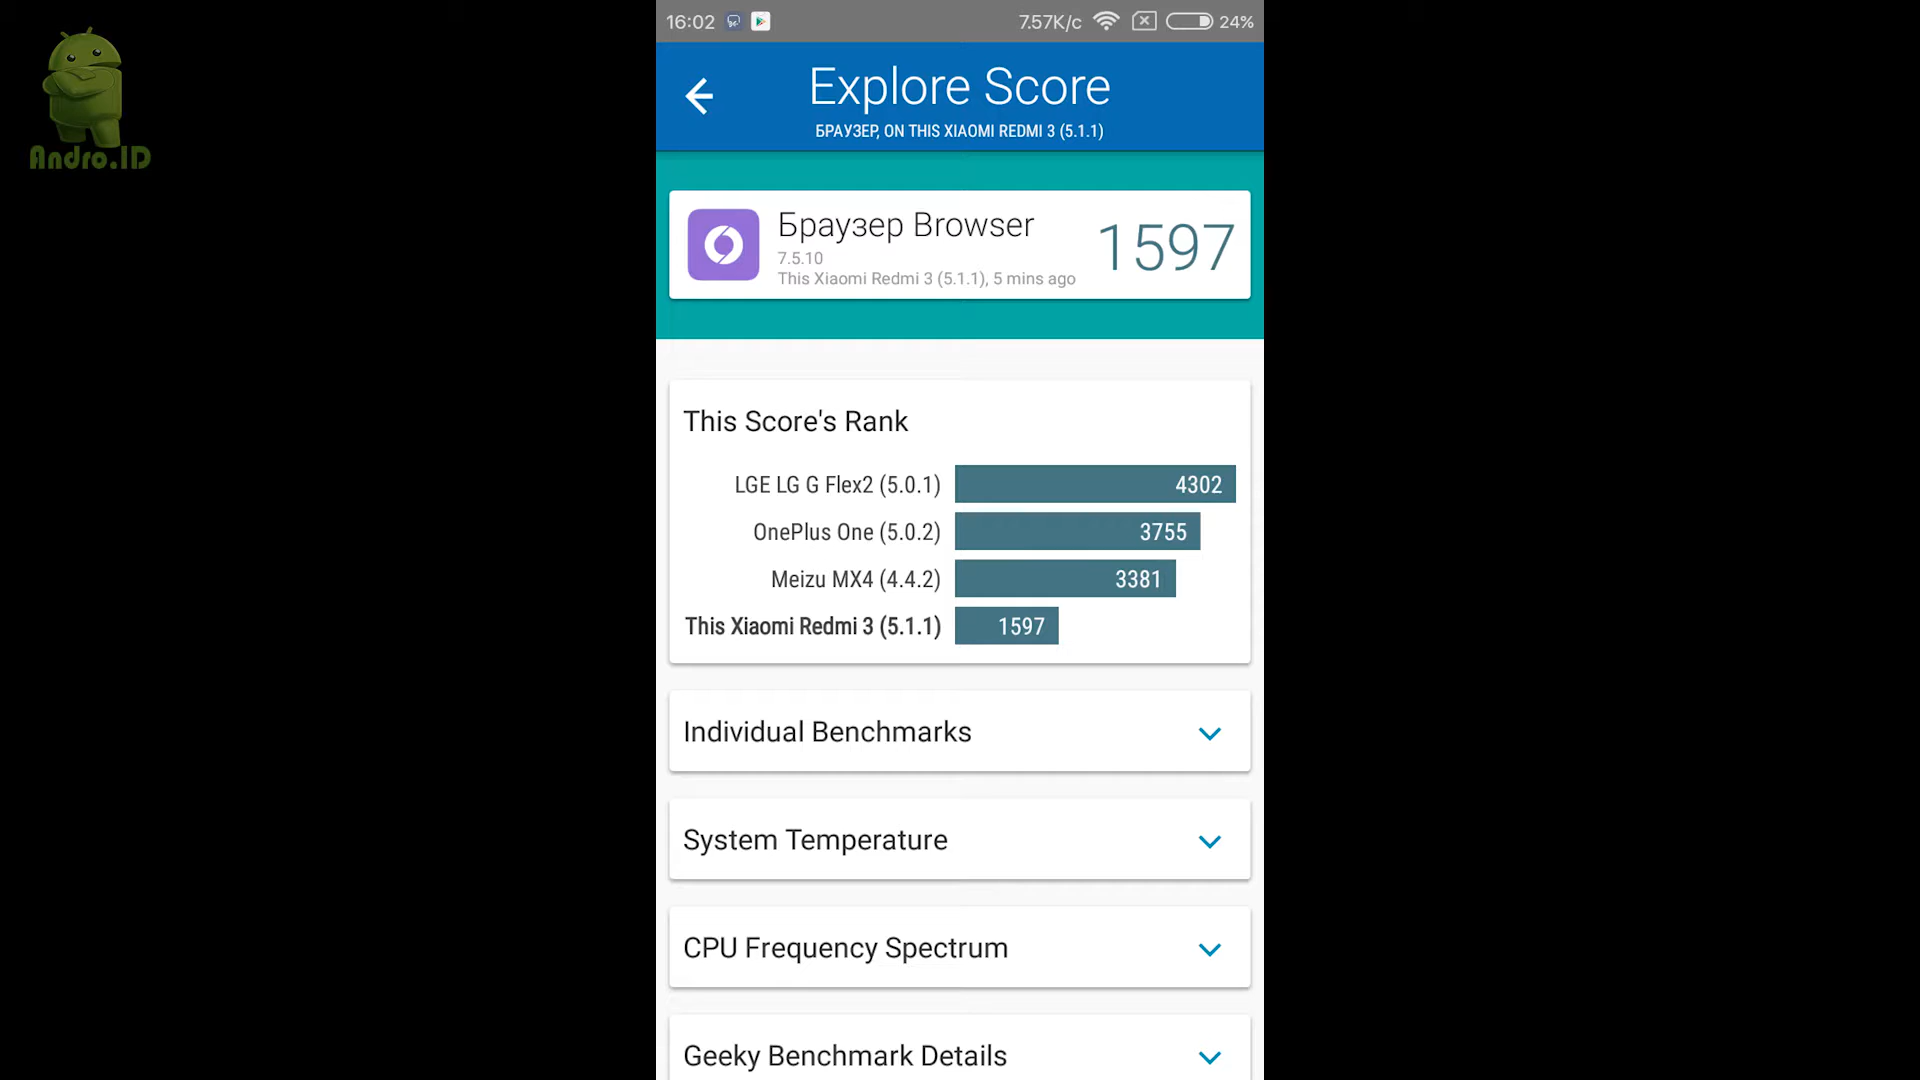 Andro.ID
16:02 7.57K/c 24%
Explore Score
БРАУЗЕР, ON THIS XIAOMI REDMI 3 (5.1.1)
Браузер Browser
1597
7.5.10
This Xiaomi Redmi 3 (5.1.1), 5 mins ago
This Score's Rank
LGE LG G Flex2 (5.0.1) 4302
OnePlus One (5.0.2) 3755
Meizu MX4 (4.4.2) 3381
This Xiaomi Redmi 3 (5.1.1) 1597
Individual Benchmarks
System Temperature
CPU Frequency Spectrum
Geeky Benchmark Details